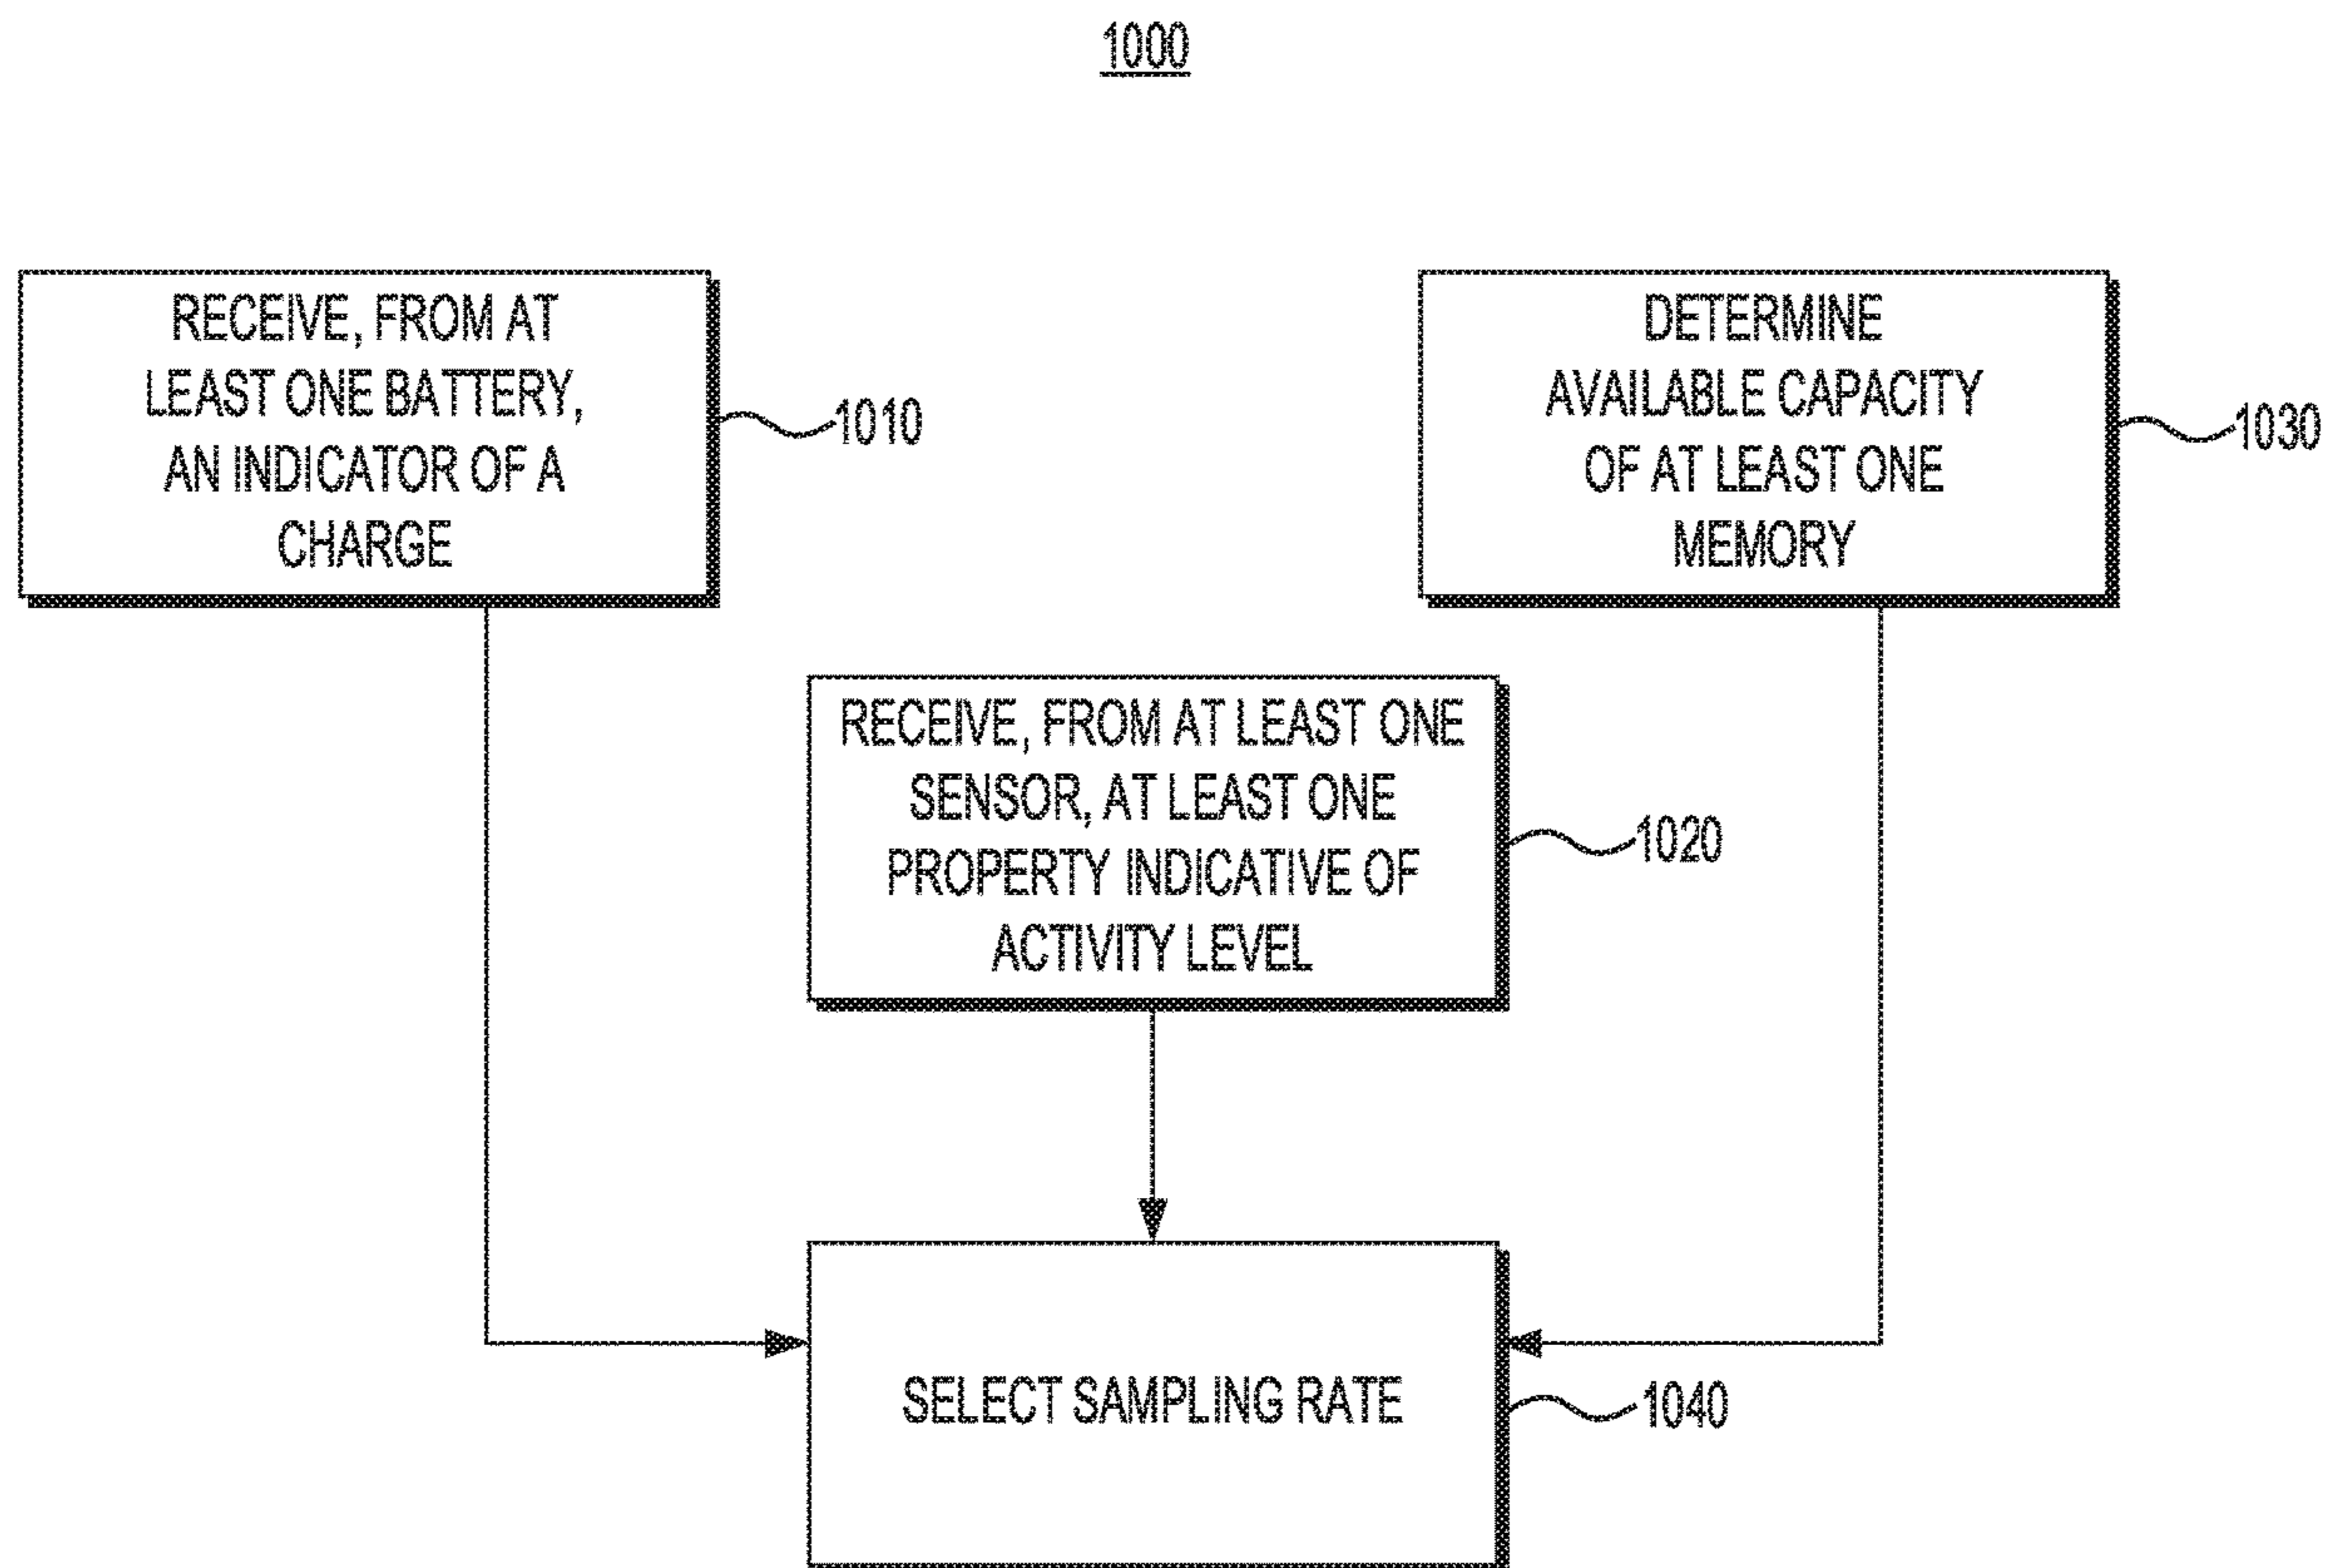 1000
RECEIVE, FROM AT
LEAST ONE BATTERY,
AN INDICATOR OF A
CHARGE
1010
DETERMINE
AVAILABLE CAPACITY
OF AT LEAST ONE
MEMORY
1030
RECEIVE, FROM AT LEAST ONE
SENSOR, AT LEAST ONE
PROPERTY INDICATIVE OF
ACTIVITY LEVEL
1020
SELECT SAMPLING RATE
1040